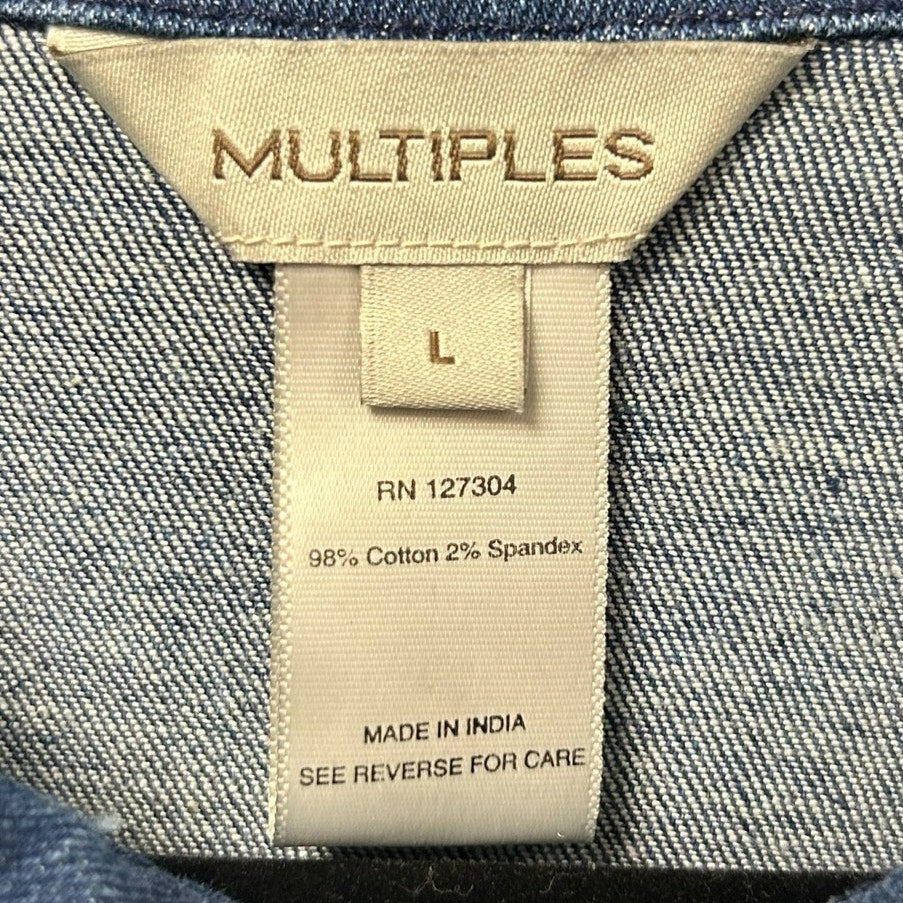 MULTIPLES
L
RN 127304
98% Cotton 2% Spandex
MADE IN INDIA
SEE REVERSE FOR CARE